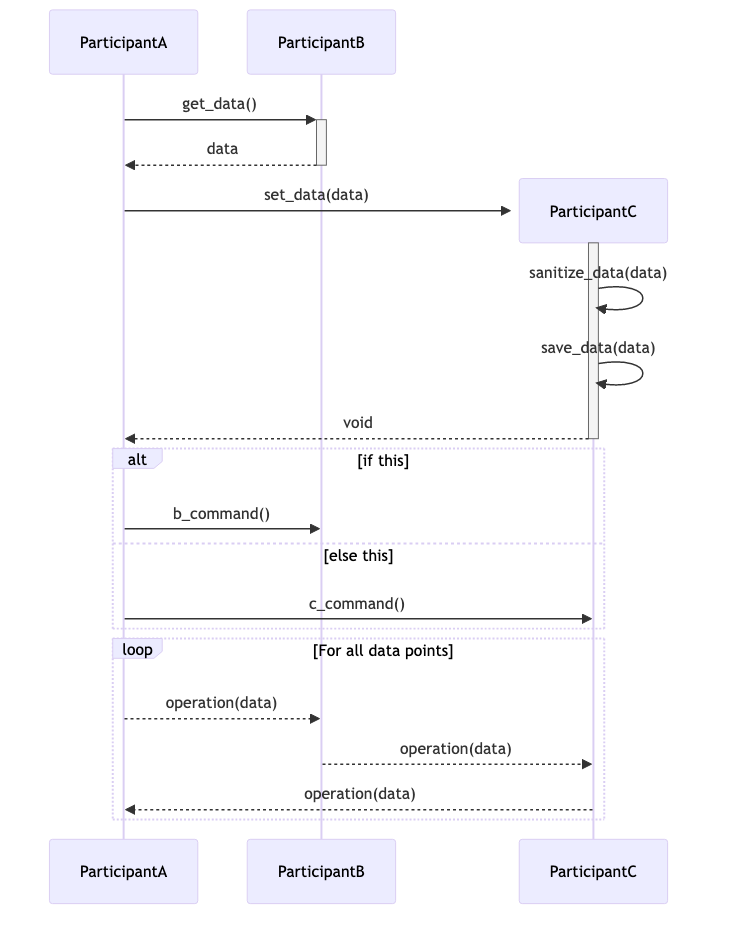 ParticipantA
ParticipantB
get_data()
data
set_data(data)
ParticipantC
sanitize_data(data)
save_data(data)
void
alt
[if this]
b_command()
[else this]
c_command()
loop
[For all data points]
operation(data)
operation(data)
operation(data)
ParticipantA
ParticipantB
ParticipantC